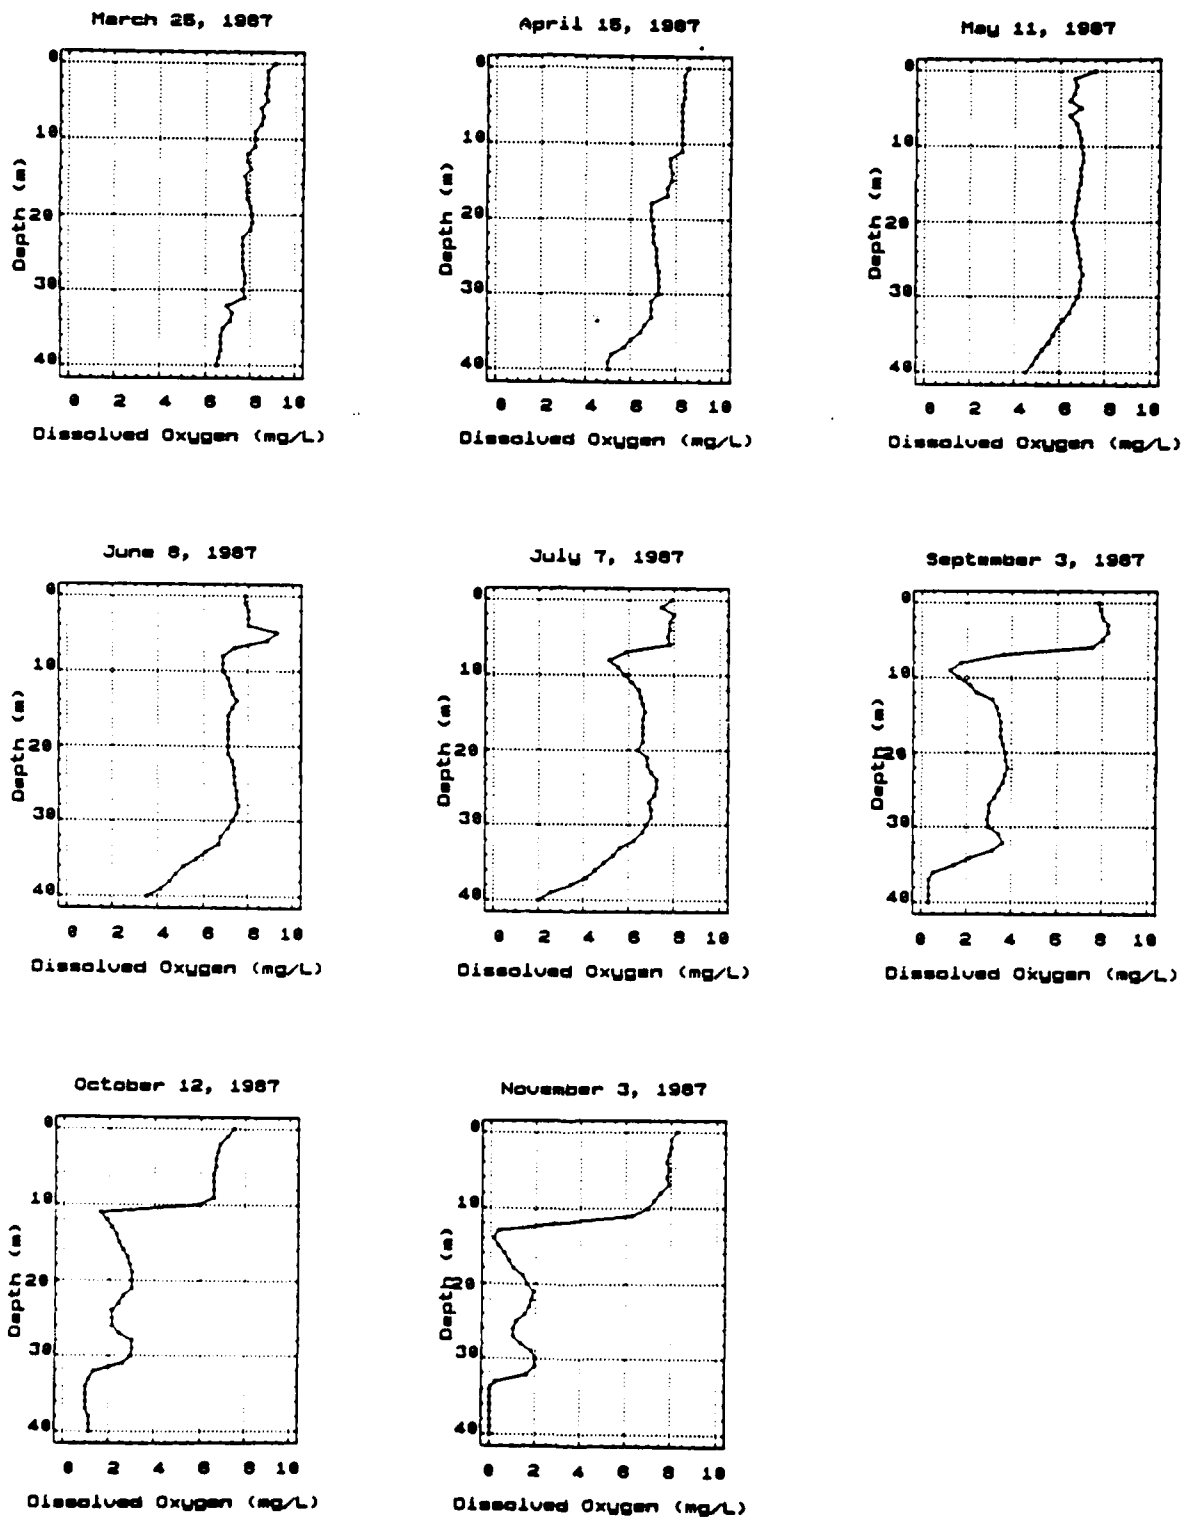 March 25, 1987
0
10
20
30
40
Depth (m)
0 2 4 6 8 10
Dissolved Oxygen (mg/L)
April 15, 1987
0
10
20
30
40
Depth (m)
0 2 4 6 8 10
Dissolved Oxygen (mg/L)
May 11, 1987
0
10
20
30
40
Depth (m)
0 2 4 6 8 10
Dissolved Oxygen (mg/L)
June 8, 1987
0
10
20
30
40
Depth (m)
0 2 4 6 8 10
Dissolved Oxygen (mg/L)
July 7, 1987
0
10
20
30
40
Depth (m)
0 2 4 6 8 10
Dissolved Oxygen (mg/L)
September 3, 1987
0
10
20
30
40
Depth (m)
0 2 4 6 8 10
Dissolved Oxygen (mg/L)
October 12, 1987
0
10
20
30
40
Depth (m)
0 2 4 6 8 10
Dissolved Oxygen (mg/L)
November 3, 1987
0
10
20
30
40
Depth (m)
0 2 4 6 8 10
Dissolved Oxygen (mg/L)